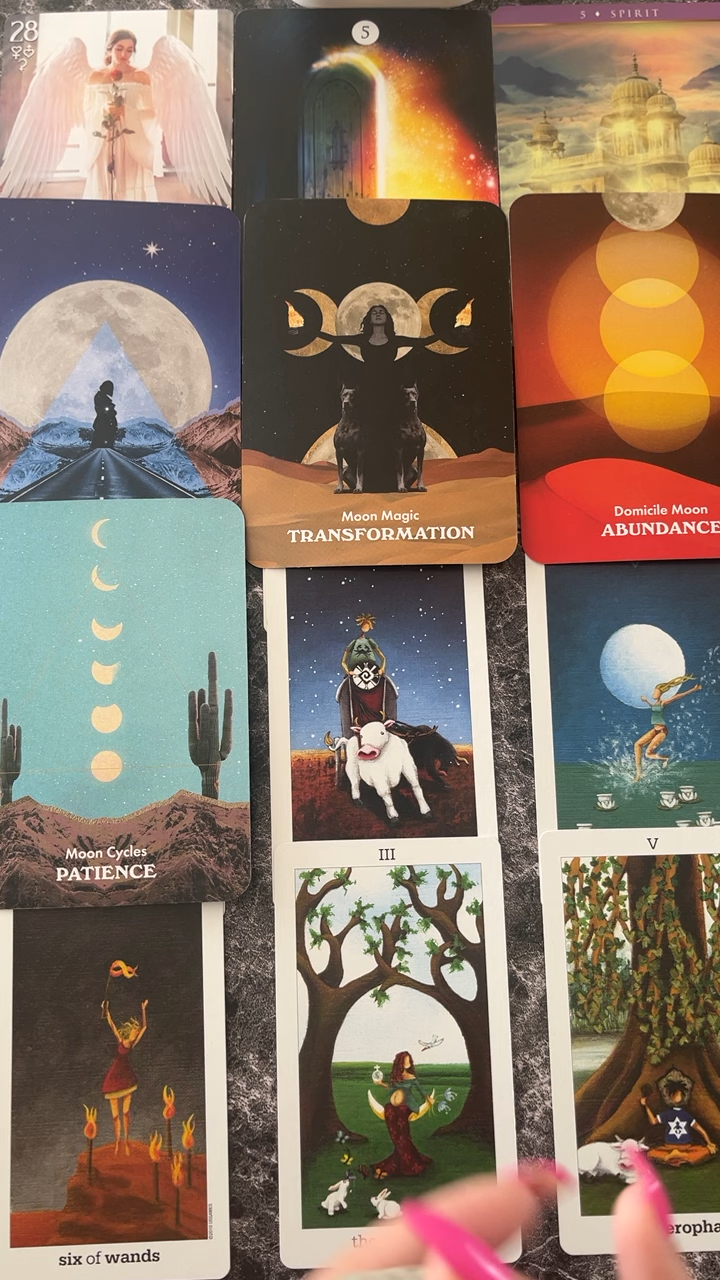 28
5
5 • SPIRIT
Moon Magic
TRANSFORMATION
Domicile Moon
ABUNDANCE
Moon Cycles
PATIENCE
III
V
six of wands